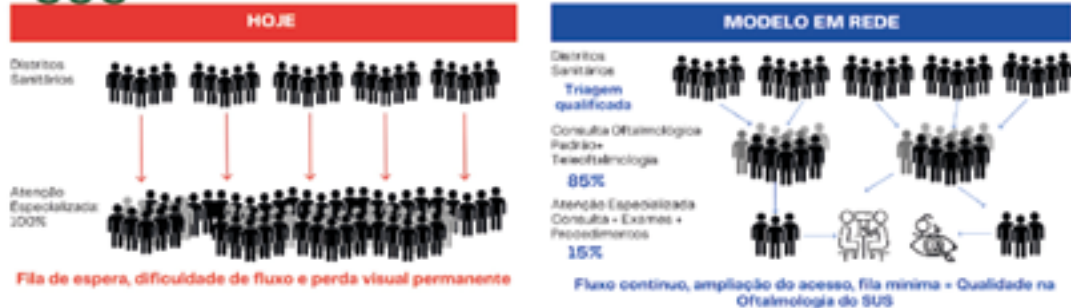 HOJE
Distritos
Sanitários
Atenção
Especializada
100%
Fila de espera, dificuldade de fluxo e perda visual permanente
MODELO EM REDE
Distritos
Sanitários
Triagem
qualificada
Consulta Oftalmológica
Padrão+
Teleoftalmologia
85%
Atenção Especializada
Consulta + Exames +
Procedimentos
15%
Fluxo contínuo, ampliação do acesso, fila mínima = Qualidade na
Oftalmologia do SUS